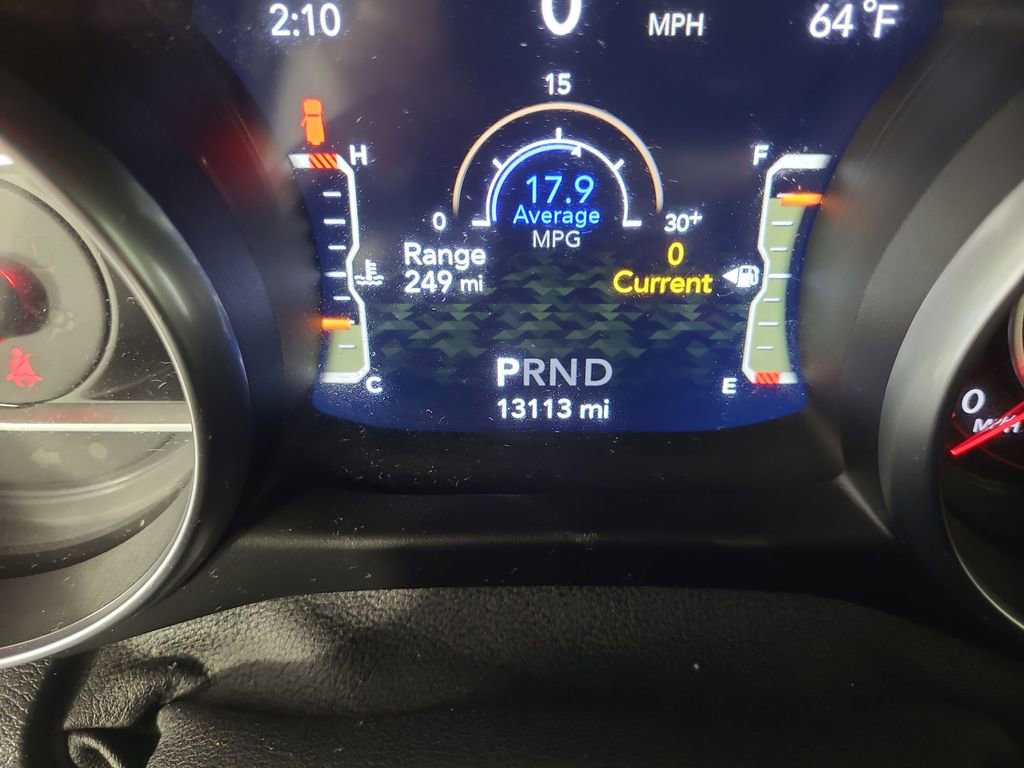 2:10
0 MPH
64°F
15
H
F
17.9
Average
MPG
0
30+
Range
249 mi
0
Current
PRND
C
E
13113 mi
0
MPH